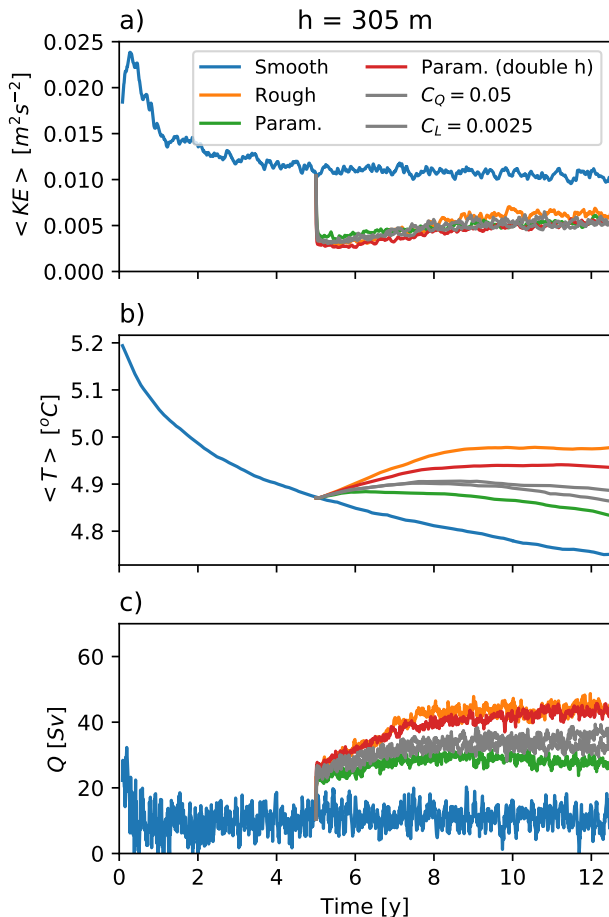 a)
h = 305 m
0.025
0.020
0.015
0.010
0.005
0.000
< KE > [m²s⁻²]
Smooth
Rough
Param.
Param. (double h)
C_Q = 0.05
C_L = 0.0025
b)
5.2
5.1
5.0
4.9
4.8
< T > [°C]
c)
60
40
20
0
Q [Sv]
0 2 4 6 8 10 12
Time [y]